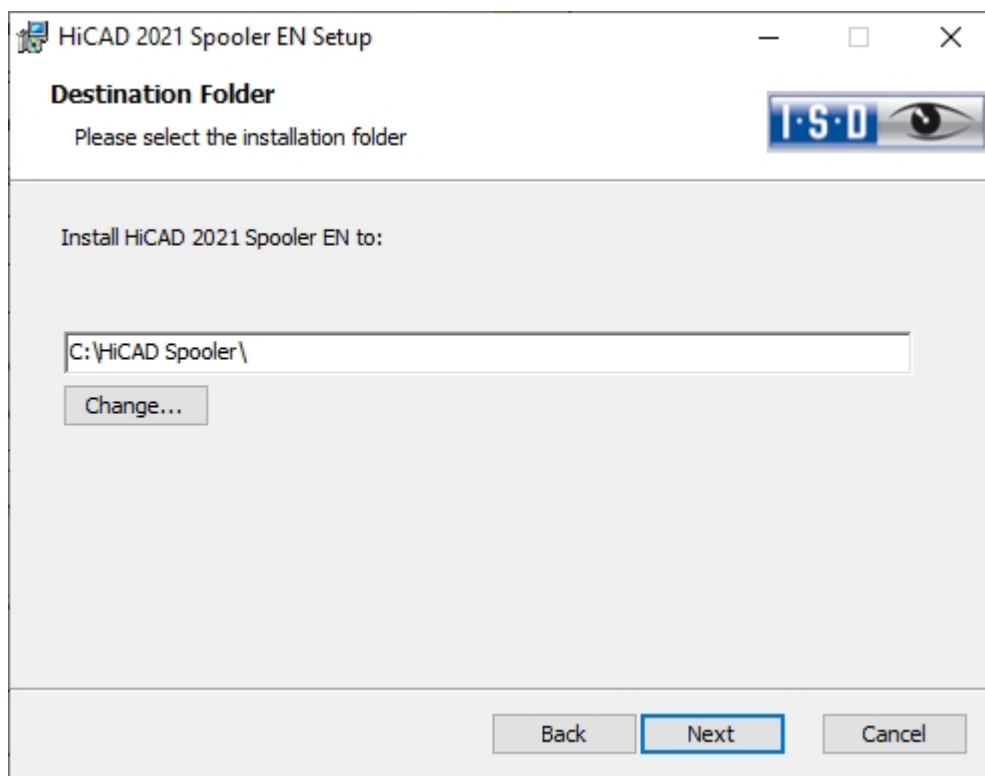 HiCAD 2021 Spooler EN Setup
Destination Folder
Please select the installation folder
I·S·D
Install HiCAD 2021 Spooler EN to:
C:\HiCAD Spooler\
Change...
Back Next Cancel